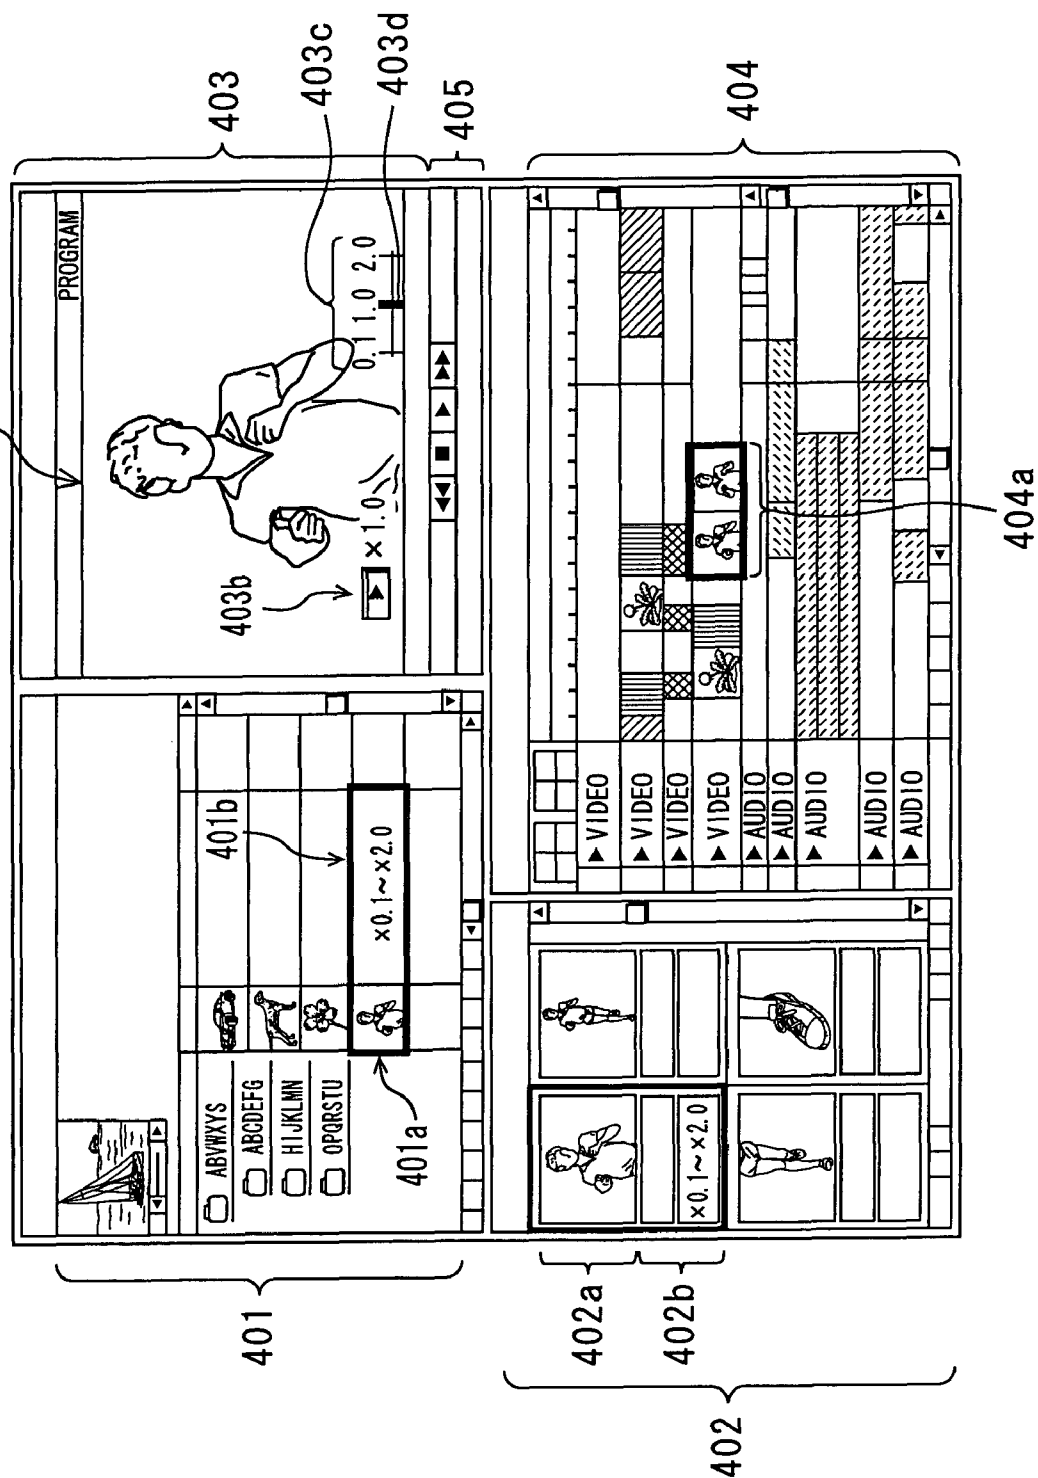 403
403c
403d
405
PROGRAM
0.1 1.0 2.0
×1.0
403b
401
401a
401b
ABVWXYS
ABCDEFG
HIJKLMN
OPQRSTU
×0.1~×2.0
402
402a
402b
×0.1~×2.0
404
404a
VIDEO
VIDEO
VIDEO
VIDEO
AUDIO
AUDIO
AUDIO
AUDIO
AUDIO